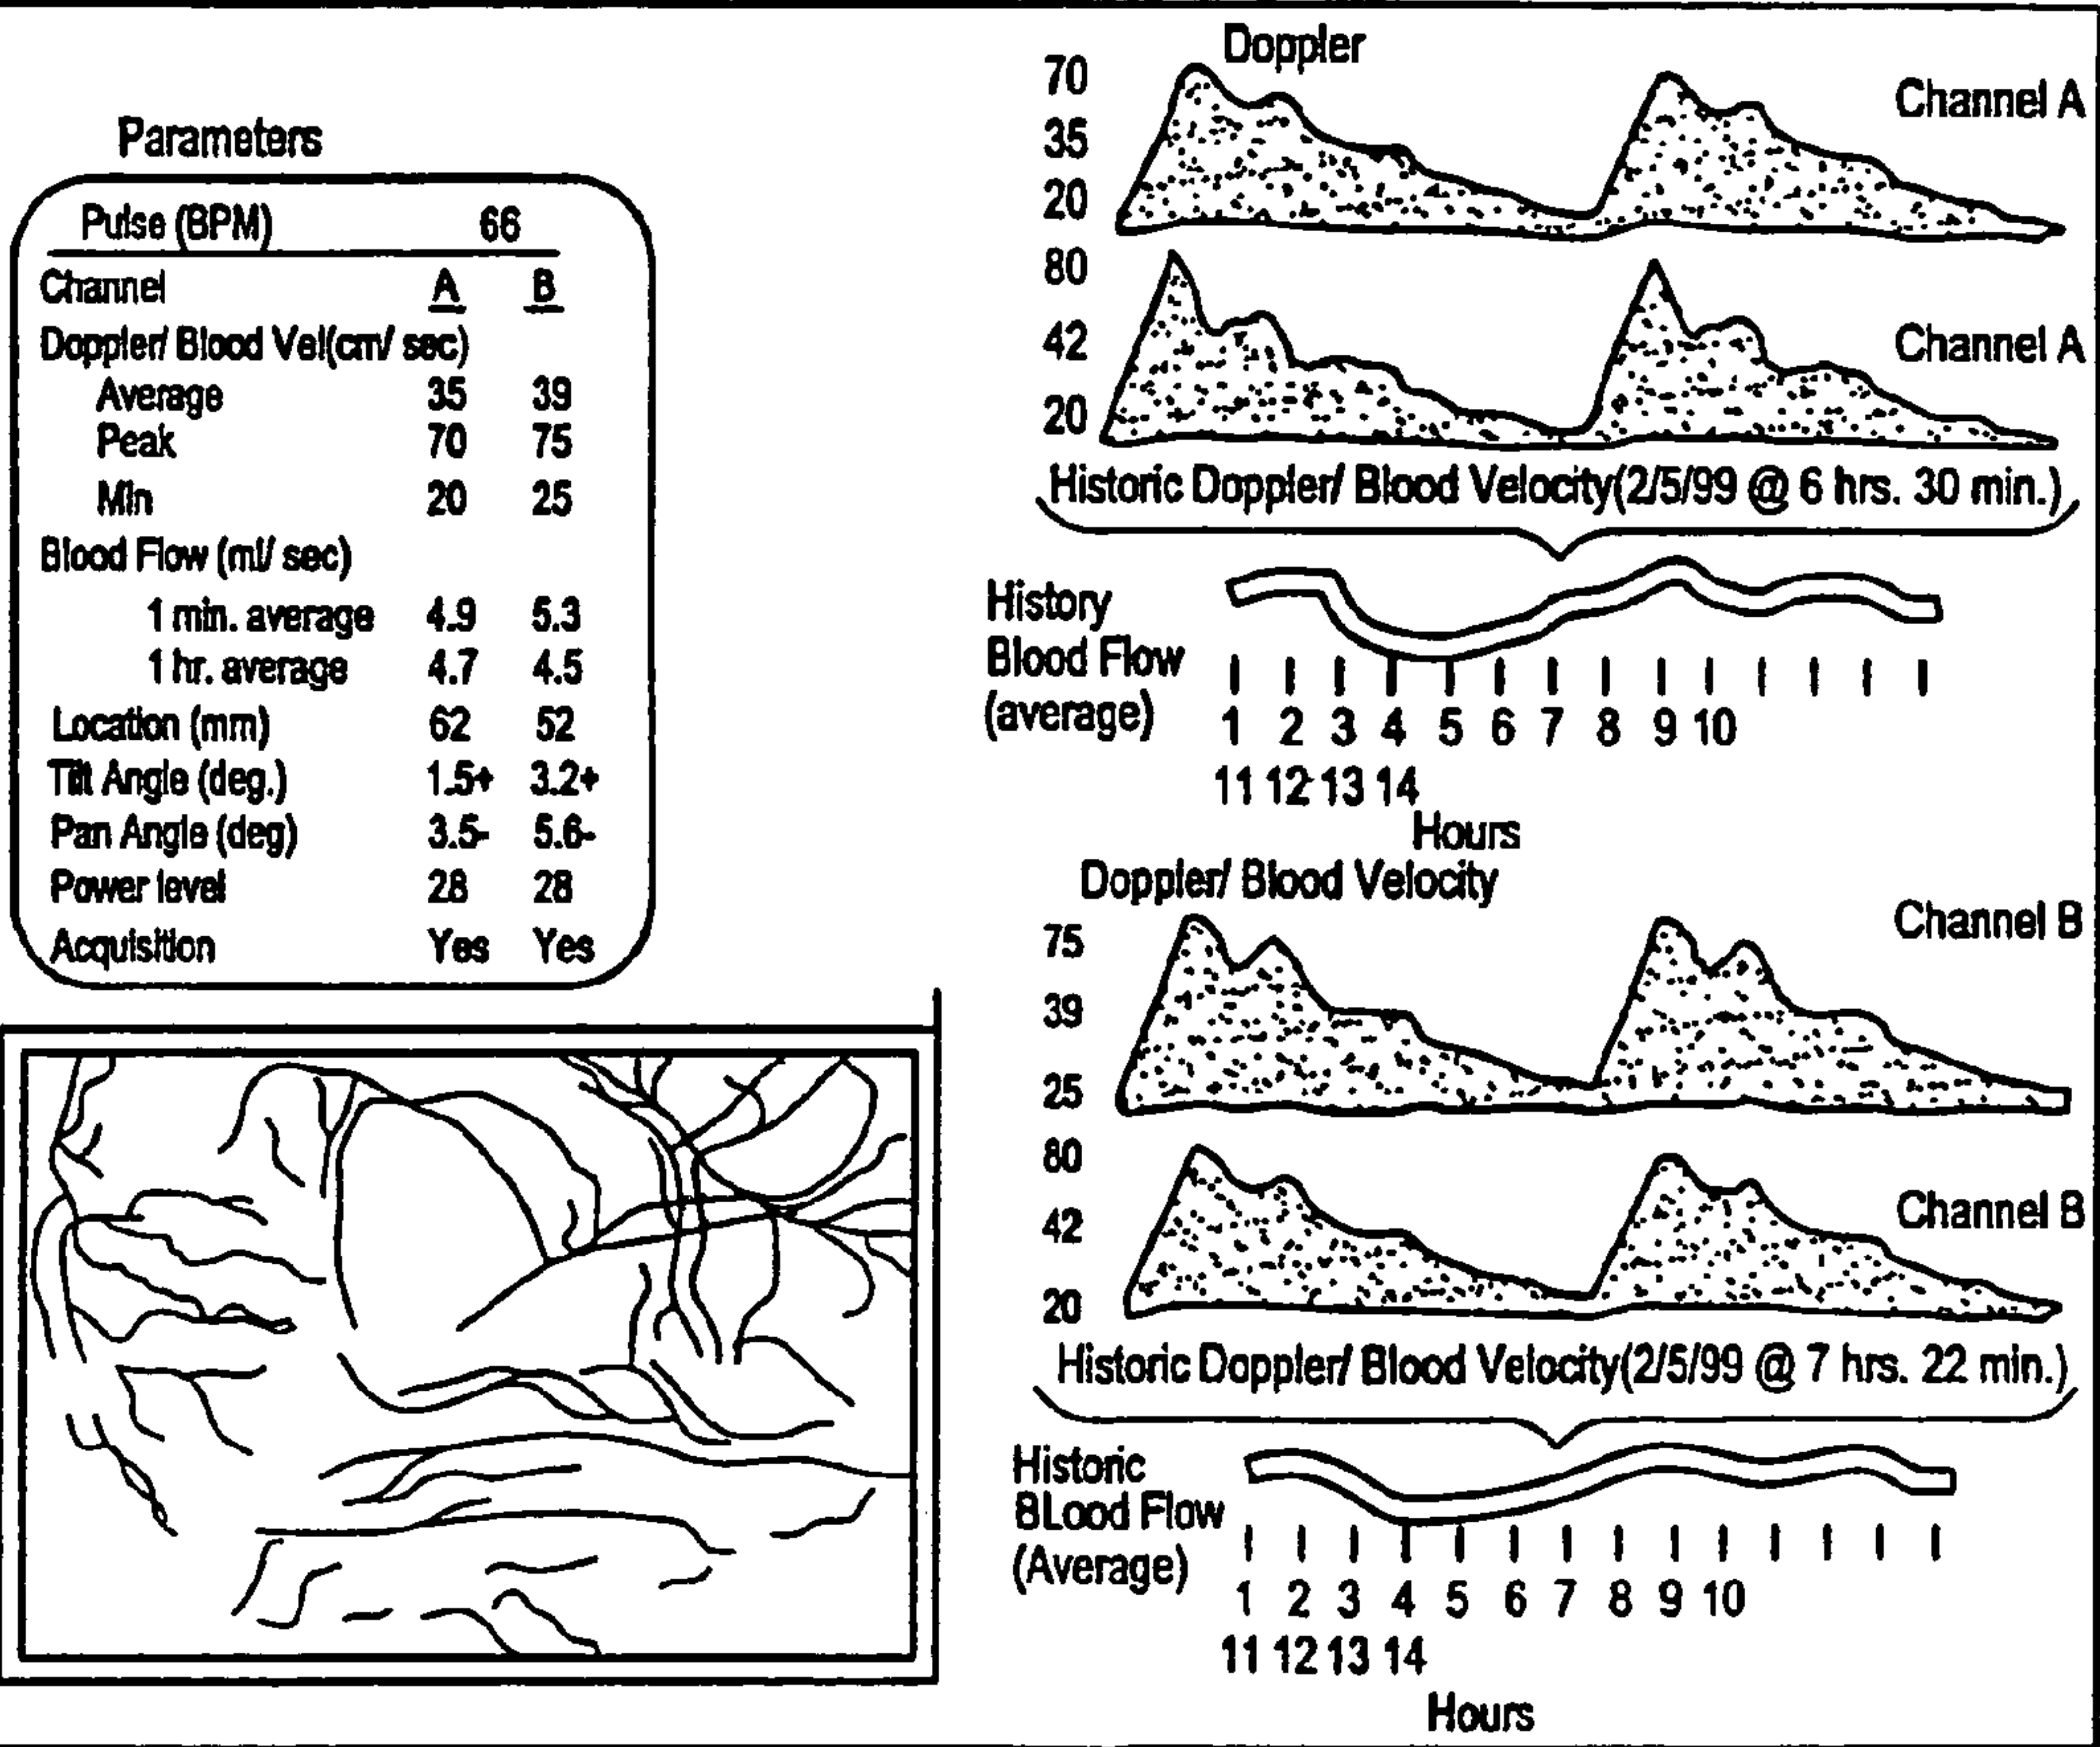 Parameters
Pulse (BPM) 66
Channel A B
Doppler/ Blood Vel(cm/ sec)
Average 35 39
Peak 70 75
Min 20 25
Blood Flow (ml/ sec)
1 min. average 4.9 5.3
1 hr. average 4.7 4.5
Location (mm) 62 52
Tilt Angle (deg.) 1.5+ 3.2+
Pan Angle (deg) 3.5- 5.6-
Power level 28 28
Acquisition Yes Yes
Doppler
70
Channel A
35
20
80
42
Channel A
20
Historic Doppler/ Blood Velocity(2/5/99 @ 6 hrs. 30 min.)
History
Blood Flow
(average)
1 2 3 4 5 6 7 8 9 10
11 12 13 14
Hours
Doppler/ Blood Velocity
75
Channel B
39
25
80
42
Channel B
20
Historic Doppler/ Blood Velocity(2/5/99 @ 7 hrs. 22 min.)
Historic
BLood Flow
(Average)
1 2 3 4 5 6 7 8 9 10
11 12 13 14
Hours